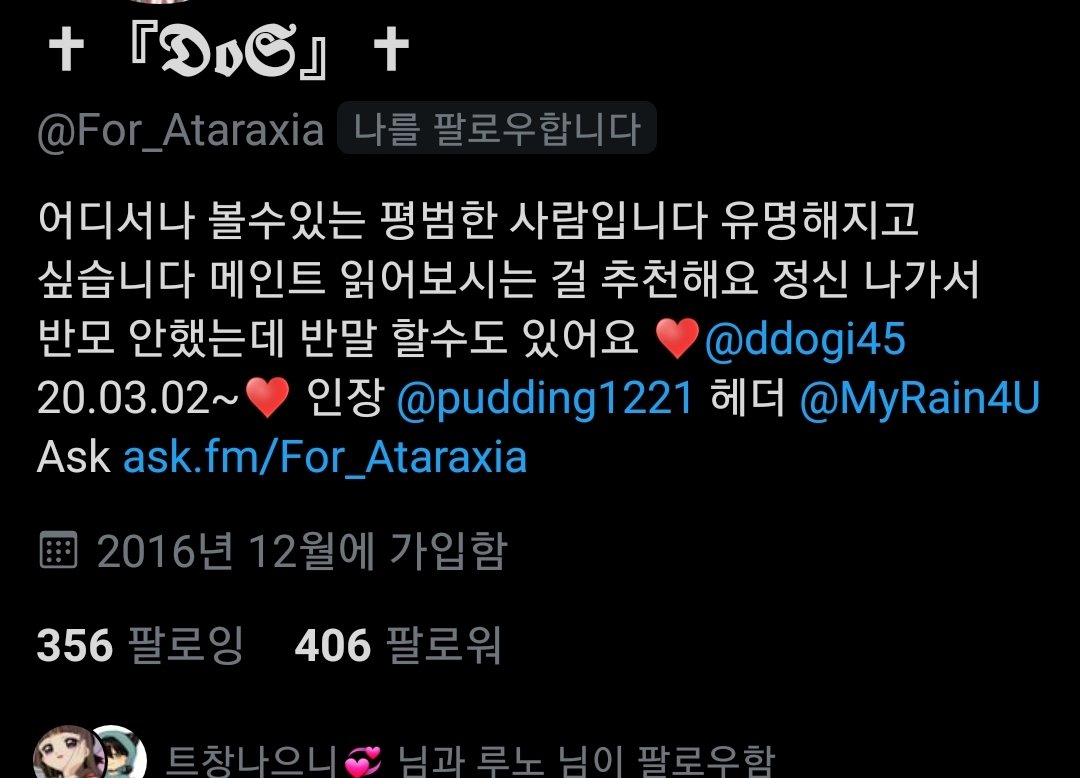 ✝ 『𝕯𝖔𝕾』 ✝
@For_Ataraxia 나를 팔로우합니다
어디서나 볼수있는 평범한 사람입니다 유명해지고
싶습니다 메인트 읽어보시는 걸 추천해요 정신 나가서
반모 안했는데 반말 할수도 있어요 ♥️@ddogi45
20.03.02~♥️ 인장 @pudding1221 헤더 @MyRain4U
Ask ask.fm/For_Ataraxia
2016년 12월에 가입함
356 팔로잉 406 팔로워
트창나으니💞 님과 루노 님이 팔로우함